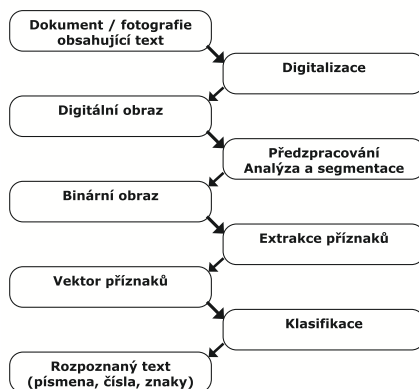 Dokument / fotografie
obsahující text
Digitalizace
Digitální obraz
Předzpracování
Analýza a segmentace
Binární obraz
Extrakce příznaků
Vektor příznaků
Klasifikace
Rozpoznaný text
(písmena, čísla, znaky)